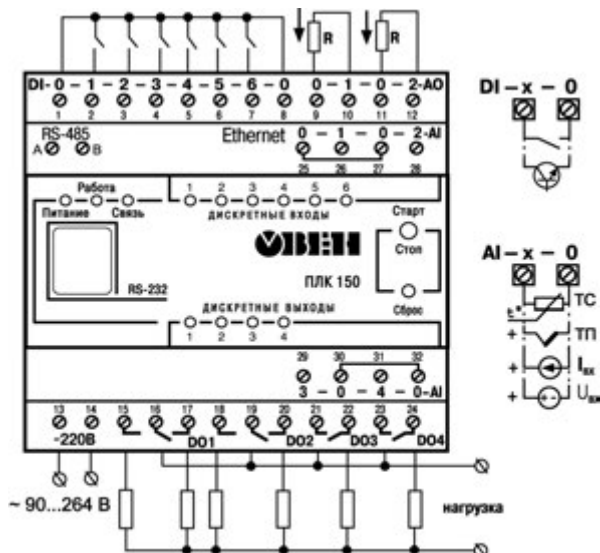 R R
DI-0-1-2-3-4-5-6-0 0-1-0-2-AO
1 2 3 4 5 6 7 8 9 10 11 12
RS-485 Ethernet 0-1-0-2-AI
A B
25 26 27 28
Работа
Питание Связь
1 2 3 4 5 6
ДИСКРЕТНЫЕ ВХОДЫ
Старт
Стоп
ОВЕН
ПЛК 150
RS-232
Сброс
ДИСКРЕТНЫЕ ВЫХОДЫ
1 2 3 4
29 30 31 32
3-0-4-0-AI
13 14 15 16 17 18 19 20 21 22 23 24
~220В DO1 DO2 DO3 DO4
~ 90...264 В
нагрузка
DI-x-0
AI-x-0
t° ТС
+ ТП
+ Iвх
+ Uвх